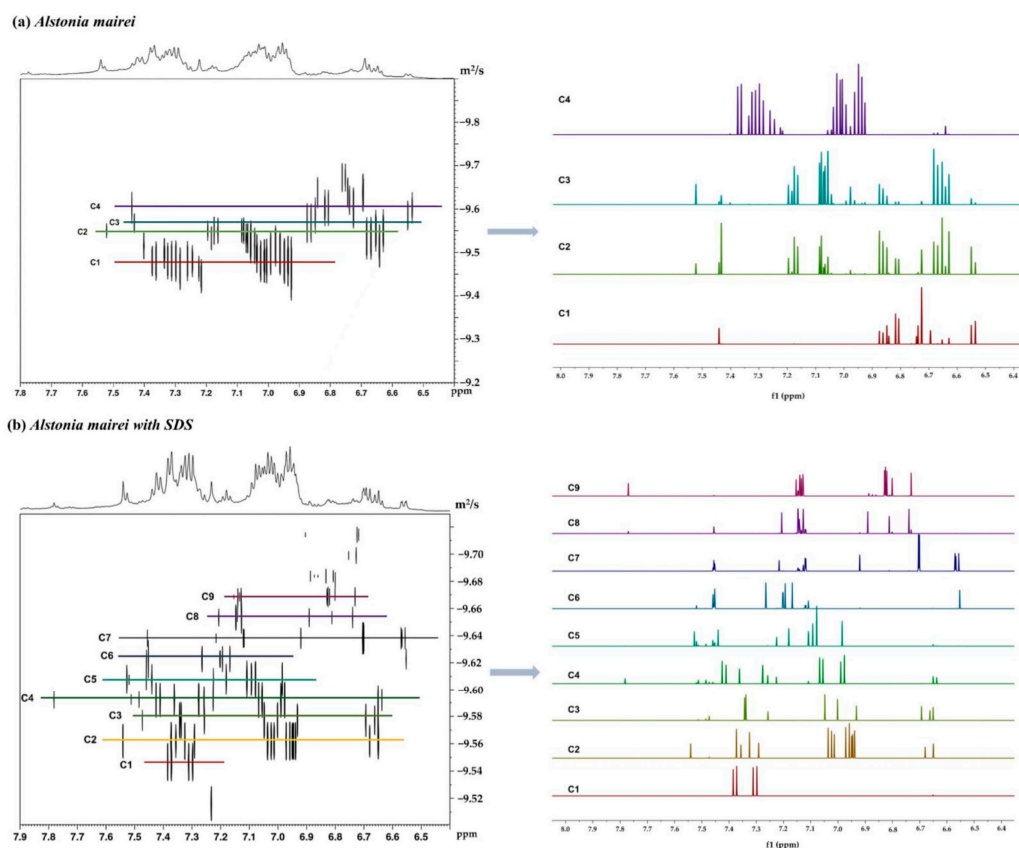 (a) Alstonia mairei
m²/s
−9.8
−9.7
−9.6
−9.5
−9.4
−9.3
−9.2
C4
C3
C2
C1
7.8 7.7 7.6 7.5 7.4 7.3 7.2 7.1 7.0 6.9 6.8 6.7 6.6 6.5 ppm
C4
C3
C2
C1
8.0 7.9 7.8 7.7 7.6 7.5 7.4 7.3 7.2 7.1 7.0 6.9 6.8 6.7 6.6 6.5 6.4
f1 (ppm)
(b) Alstonia mairei with SDS
m²/s
−9.70
−9.68
−9.66
−9.64
−9.62
−9.60
−9.58
−9.56
−9.54
−9.52
C9
C8
C7
C6
C5
C4
C3
C2
C1
7.9 7.8 7.7 7.6 7.5 7.4 7.3 7.2 7.1 7.0 6.9 6.8 6.7 6.6 6.5 ppm
C9
C8
C7
C6
C5
C4
C3
C2
C1
8.0 7.9 7.8 7.7 7.6 7.5 7.4 7.3 7.2 7.1 7.0 6.9 6.8 6.7 6.6 6.5 6.4
f1 (ppm)